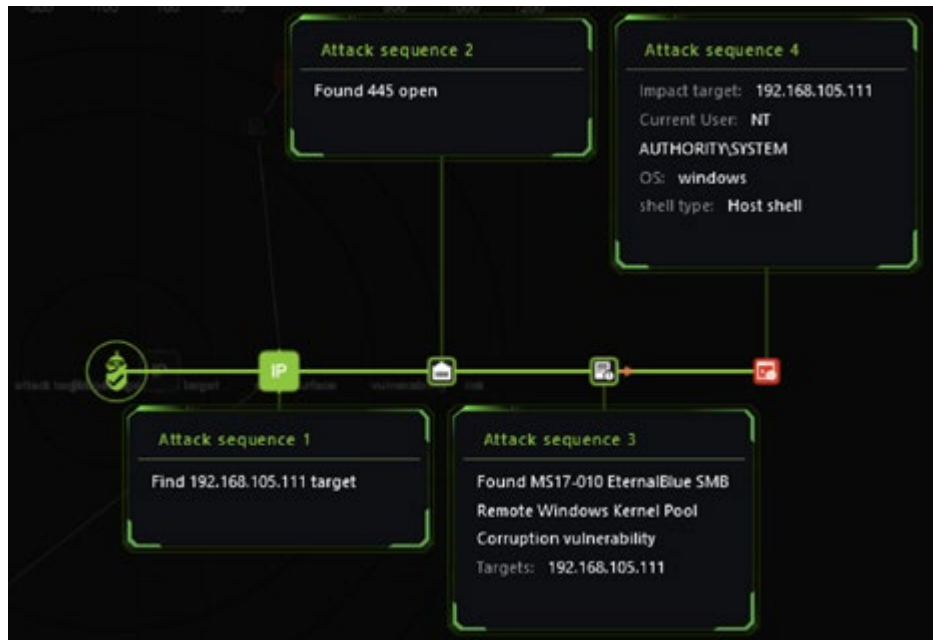 Attack sequence 2
Found 445 open
Attack sequence 4
Impact target: 192.168.105.111
Current User: NT
AUTHORITY\SYSTEM
OS: windows
shell type: Host shell
IP
Attack sequence 1
Find 192.168.105.111 target
Attack sequence 3
Found MS17-010 EternalBlue SMB
Remote Windows Kernel Pool
Corruption vulnerability
Targets: 192.168.105.111